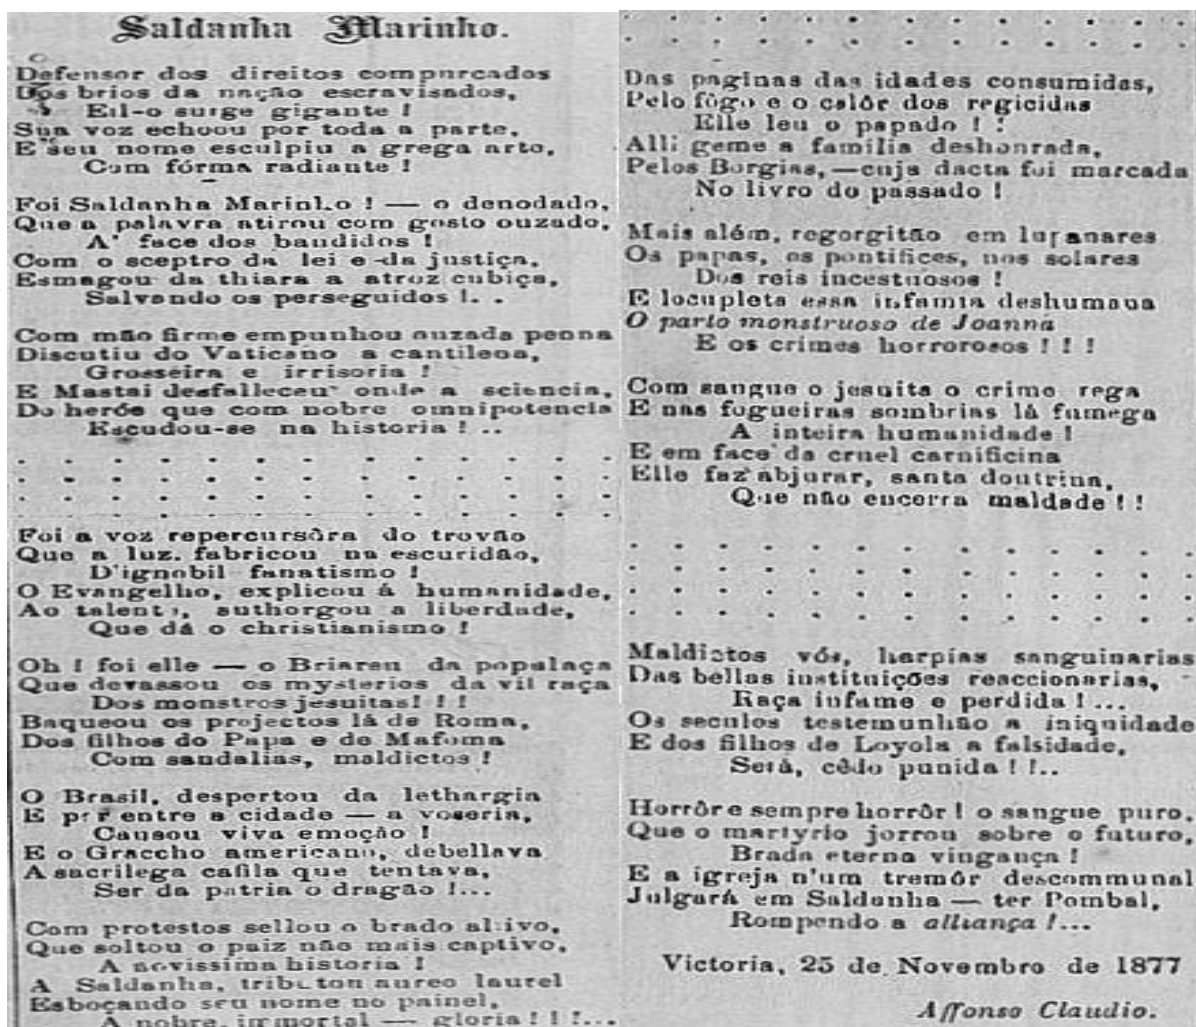 Saldanha Marinho.
Defensor dos direitos compurcados
Dos brios da nação escravisados,
Eil-o surge gigante !
Sua voz echoou por toda a parte,
E seu nome esculpiu a grega arte,
Com fórma radiante !
Foi Saldanha Marinho ! — o denodado,
Que a palavra atirou com gesto ouzado,
A' face dos bandidos !
Com o sceptro da lei e da justiça,
Esmagou da thiara a atroz cubiça,
Salvando os perseguidos !. .
Com mão firme empunhou auzada penna
Discutiu do Vaticano a cantilena,
Grosseira e irrisoria !
E Mastai desfalleceu onde a sciencia,
Do heróe que com nobre omnipotencia
Escudou-se na historia ! ..
. . . . . . . . . . . . . .
. . . . . . . . . . . . . .
. . . . . . . . . . . . . .
. . . . . . . . . . . . . .
Foi a voz repercursôra do trovão
Que a luz. fabricou na escuridão,
D'ignobil fanatismo !
O Evangelho, explicou á humanidade,
Ao talento, authorgou a liberdade,
Que dá o christianismo !
Oh ! foi elle — o Briareu da populaça
Que devassou os mysterios da vil raça
Dos monstros jesuitas! ! !
Baqueou os projectos lá de Roma,
Dos filhos do Papa e de Mafoma
Com sandalias, maldictos !
O Brasil, despertou da lethargia
E por entre a cidade — a voseria,
Causou viva emoção !
E o Graccho americano, debellava
A sacrilega cafila que tentava,
Ser da patria o dragão !...
Com protestos sellou o brado altivo,
Que soltou o paiz não mais captivo,
A novissima historia !
A Saldanha, tributou aureo laurel
Esboçando seu nome no painel,
A nobre, immortal — gloria ! ! !...
. . . . . . . . . . . . . .
. . . . . . . . . . . . . .
Das paginas das idades consumidas,
Pelo fôgo e o calôr dos regicidas
Elle leu o papado ! !
Alli geme a familia deshonrada,
Pelos Borgias, — cuja dacta foi marcada
No livro do passado !
Mais além, regorgitão em lupanares
Os papas, os pontifices, nos solares
Dos reis incestuosos !
E locupleta essa infamia deshumana
O parto monstruoso de Joanna
E os crimes horrorosos ! ! !
Com sangue o jesuita o crime rega
E nas fogueiras sombrias lá fumega
A inteira humanidade !
E em face da cruel carnificina
Elle faz abjurar, santa doutrina,
Que não encerra maldade ! !
. . . . . . . . . . . . . .
. . . . . . . . . . . . . .
. . . . . . . . . . . . . .
. . . . . . . . . . . . . .
Maldictos vós, harpias sanguinarias
Das bellas instituições reaccionarias,
Raça infame e perdida ! ...
Os seculos testemunhão a iniquidade
E dos filhos de Loyola a falsidade,
Será, cêdo punida ! !..
Horrôr e sempre horrôr ! o sangue puro,
Que o martyrio jorrou sobre o futuro,
Brada eterna vingança !
E a igreja n'um tremôr descommunal
Julgará em Saldanha — ter Pombal,
Rompendo a alliança !...
Victoria, 25 de Novembro de 1877
Affonso Claudio.